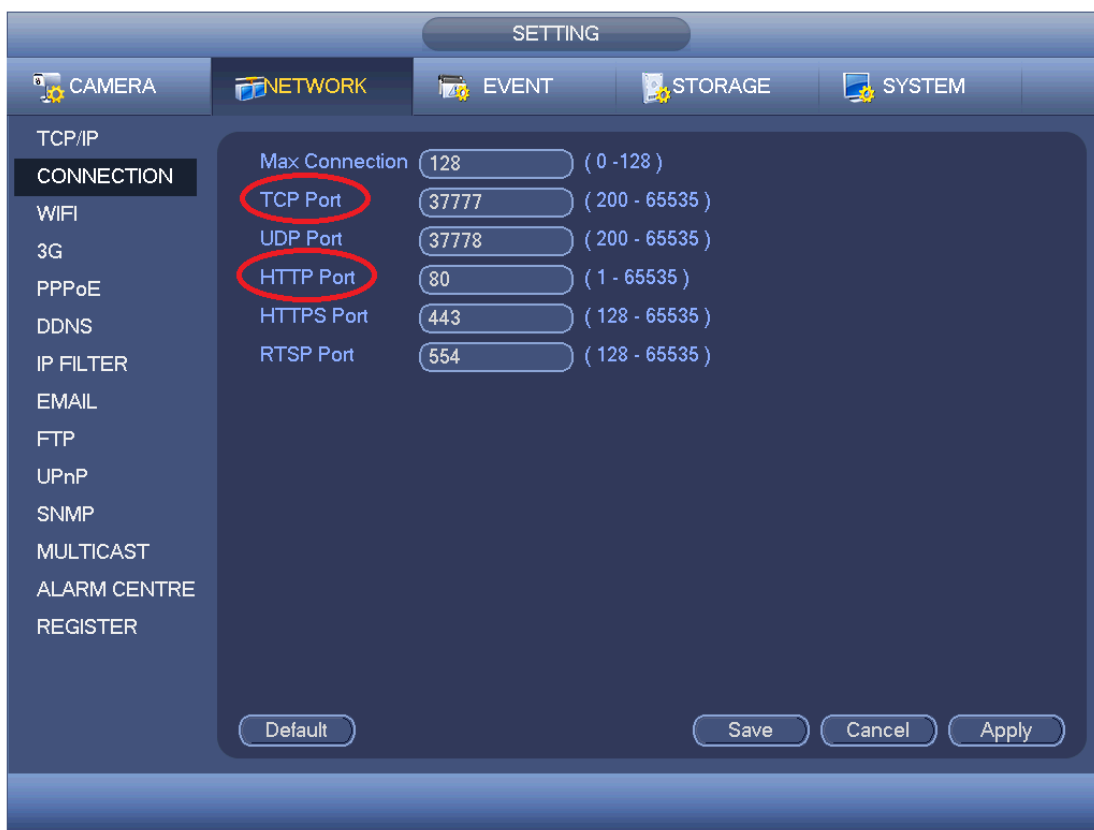 SETTING
CAMERA NETWORK EVENT STORAGE SYSTEM
TCP/IP
CONNECTION
WIFI
3G
PPPoE
DDNS
IP FILTER
EMAIL
FTP
UPnP
SNMP
MULTICAST
ALARM CENTRE
REGISTER
Max Connection 128 ( 0 -128 )
TCP Port 37777 ( 200 - 65535 )
UDP Port 37778 ( 200 - 65535 )
HTTP Port 80 ( 1 - 65535 )
HTTPS Port 443 ( 128 - 65535 )
RTSP Port 554 ( 128 - 65535 )
Default Save Cancel Apply